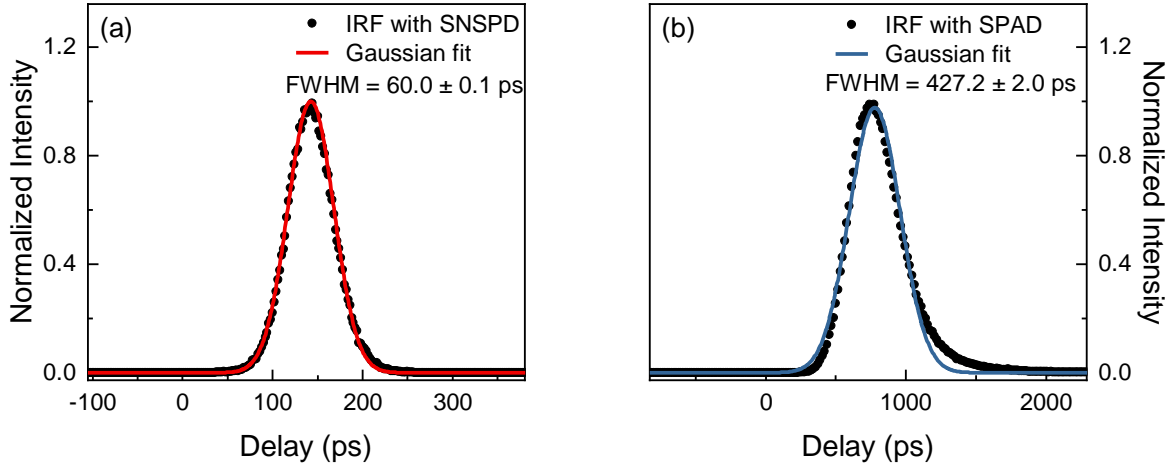 (a)
IRF with SNSPD
Gaussian fit
FWHM = 60.0 ± 0.1 ps
Normalized Intensity
1.2
0.8
0.4
0.0
-100 0 100 200 300
Delay (ps)
(b)
IRF with SPAD
Gaussian fit
FWHM = 427.2 ± 2.0 ps
1.2
0.8
0.4
0.0
Normalized Intensity
0 1000 2000
Delay (ps)